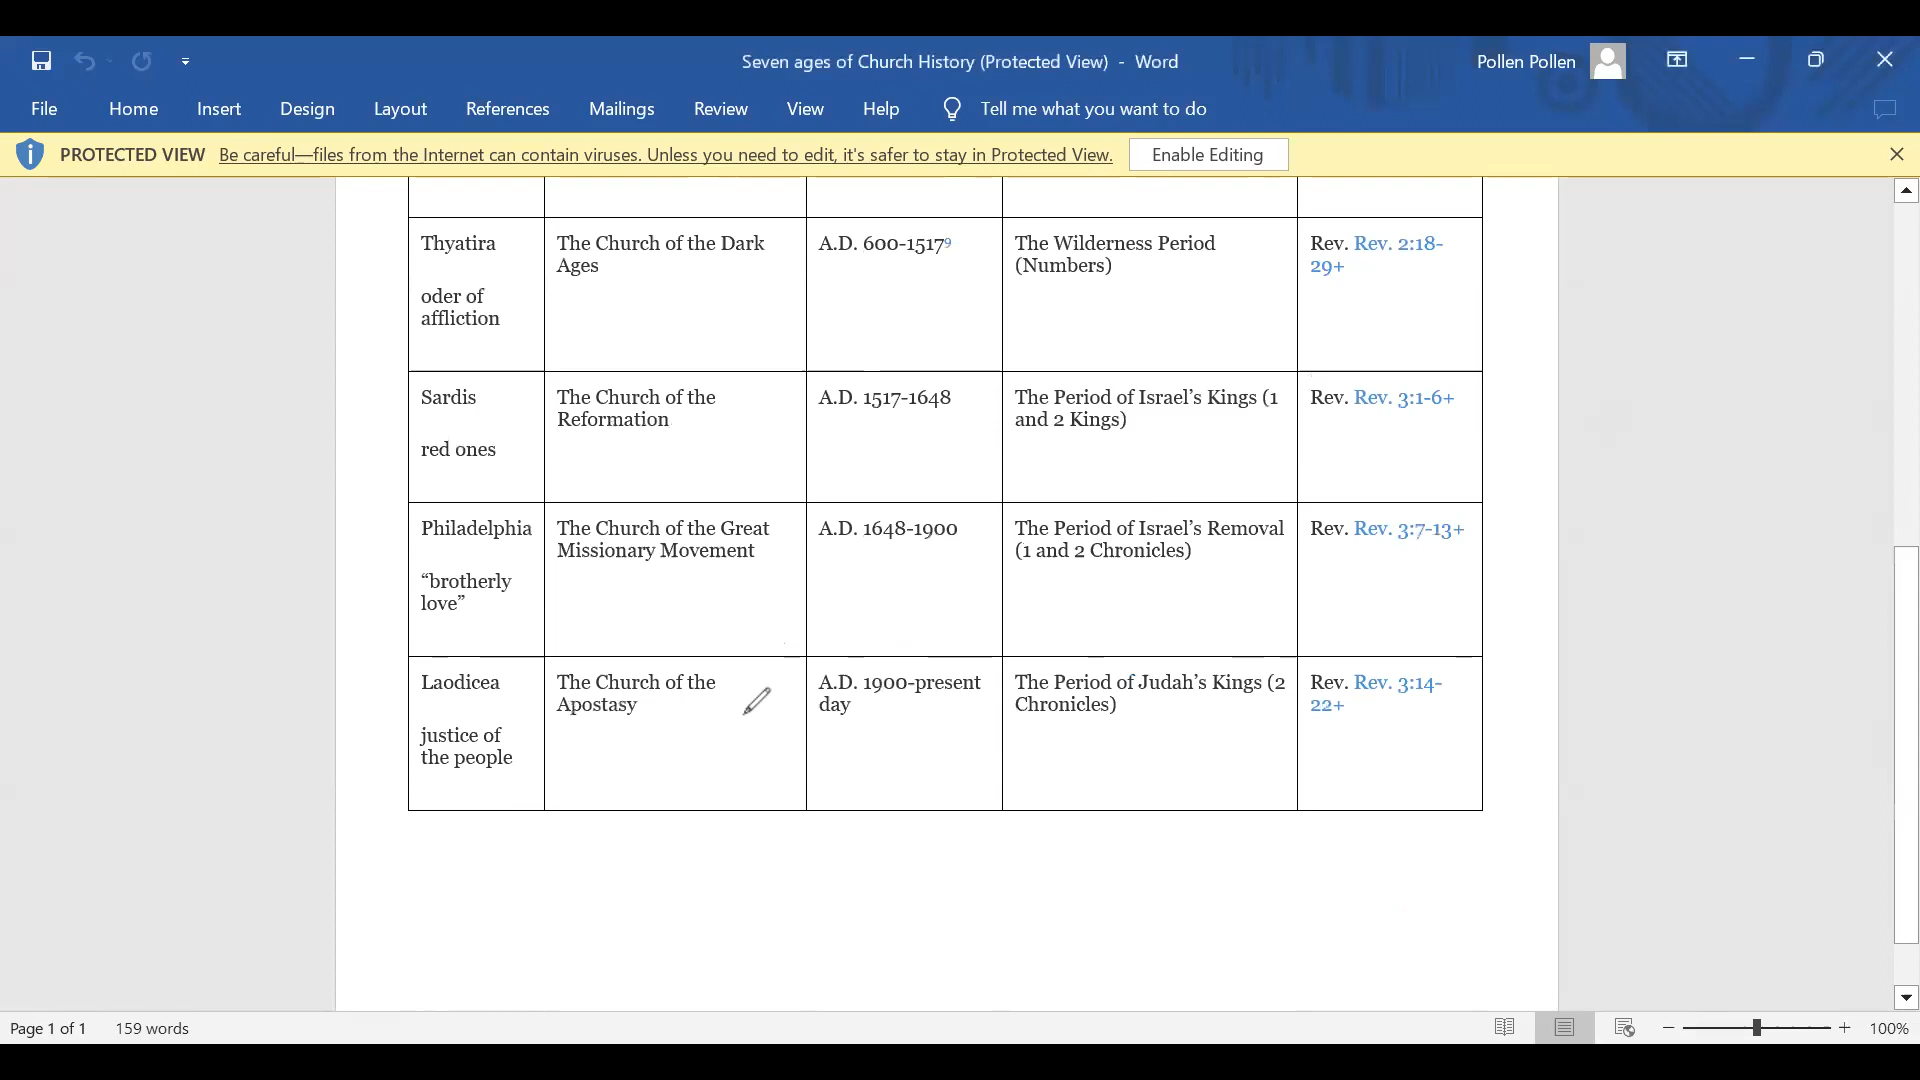 Seven ages of Church History (Protected View) - Word
Pollen Pollen
File Home Insert Design Layout References Mailings Review View Help Tell me what you want to do
PROTECTED VIEW Be careful—files from the Internet can contain viruses. Unless you need to edit, it's safer to stay in Protected View. Enable Editing
Thyatira
oder of
affliction
The Church of the Dark
Ages
A.D. 600-1517⁹
The Wilderness Period
(Numbers)
Rev. Rev. 2:18-
29+
Sardis
red ones
The Church of the
Reformation
A.D. 1517-1648
The Period of Israel’s Kings (1
and 2 Kings)
Rev. Rev. 3:1-6+
Philadelphia
“brotherly
love”
The Church of the Great
Missionary Movement
A.D. 1648-1900
The Period of Israel’s Removal
(1 and 2 Chronicles)
Rev. Rev. 3:7-13+
Laodicea
justice of
the people
The Church of the
Apostasy
A.D. 1900-present
day
The Period of Judah’s Kings (2
Chronicles)
Rev. Rev. 3:14-
22+
Page 1 of 1 159 words
100%